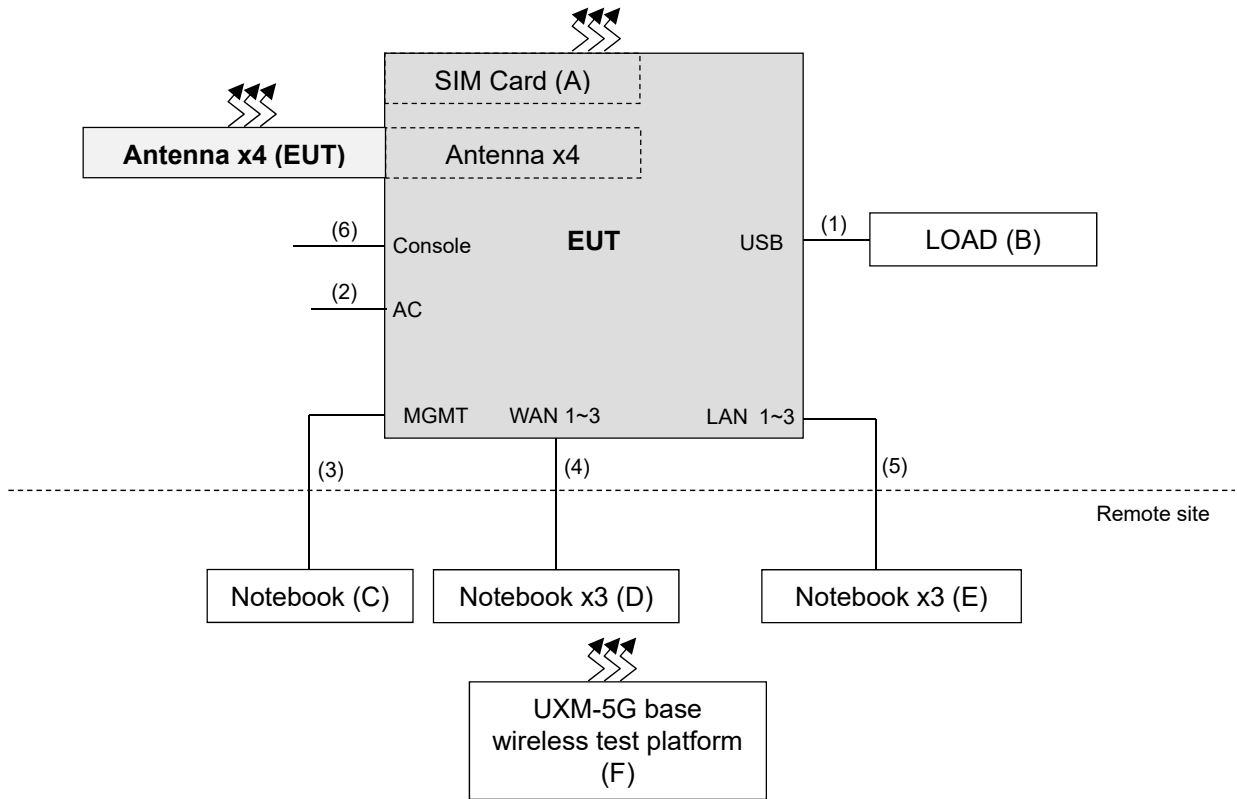 SIM Card (A)
Antenna x4 (EUT)
Antenna x4
(6)
Console
EUT
USB
(1)
LOAD (B)
(2)
AC
MGMT
WAN 1~3
LAN 1~3
(3)
(4)
(5)
Remote site
Notebook (C)
Notebook x3 (D)
Notebook x3 (E)
UXM-5G base
wireless test platform
(F)